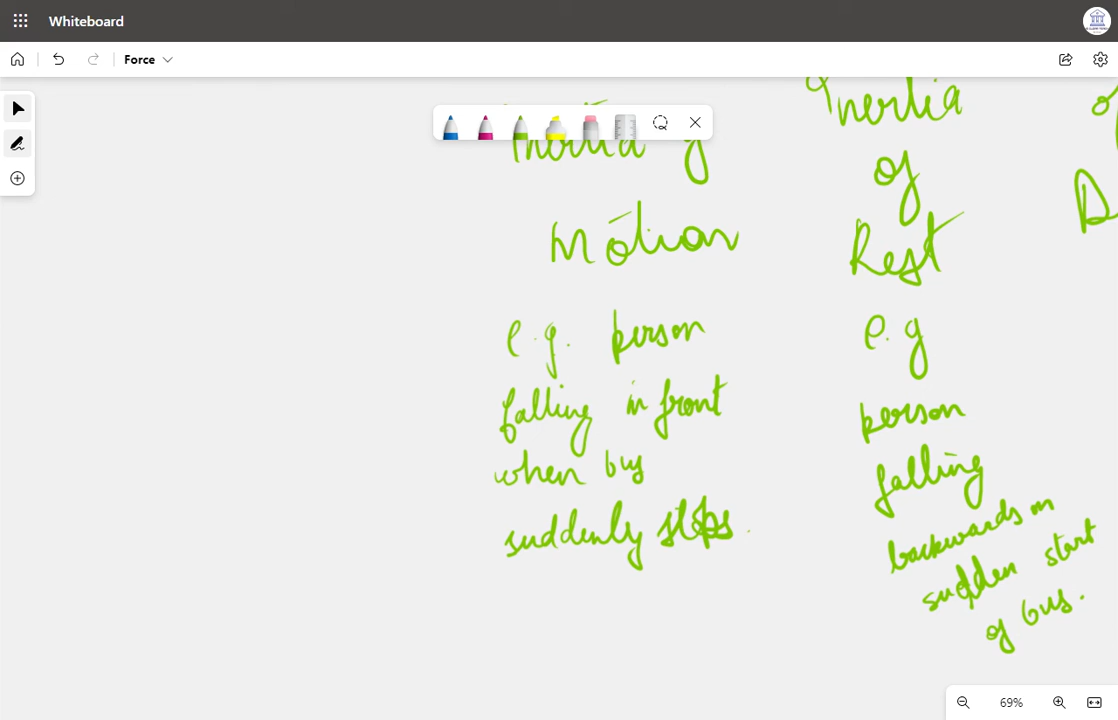 Whiteboard
Force
Inertia of
Motion
e.g. person
falling in front
when bus
suddenly stops.
Inertia
of
Rest
e.g
person
falling
backwards on
sudden start
of bus.
D
69%